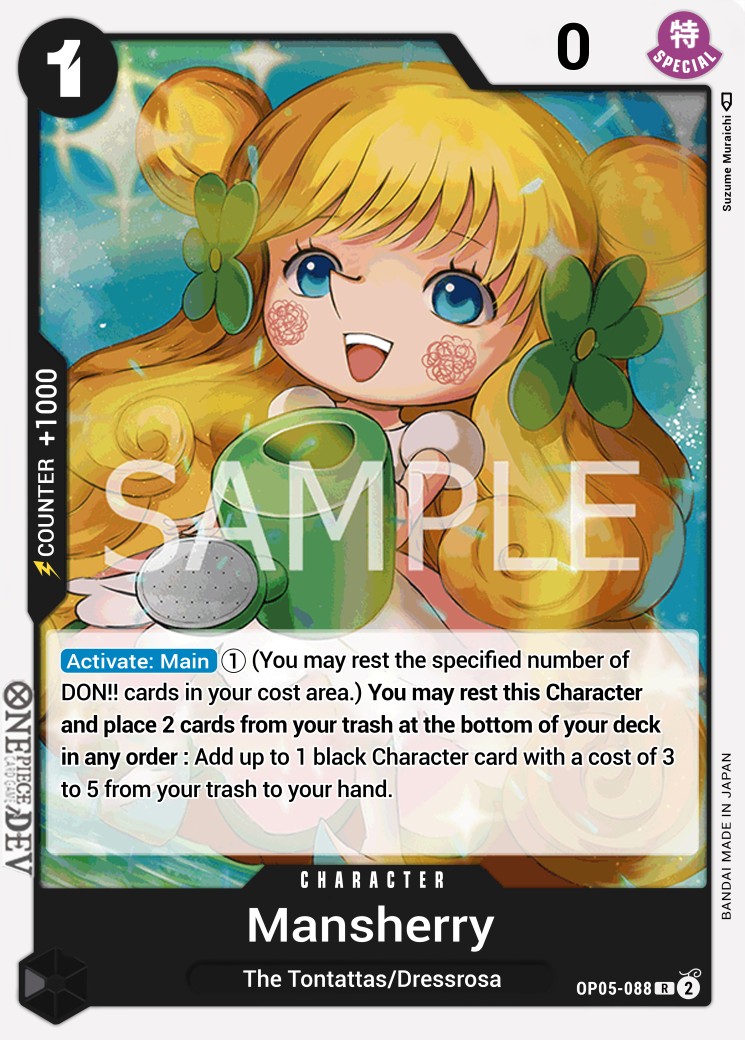 1
0
特
SPECIAL
Suzume Muraichi
COUNTER +1000
SAMPLE
Activate: Main ① (You may rest the specified number of
DON!! cards in your cost area.) You may rest this Character
and place 2 cards from your trash at the bottom of your deck
in any order : Add up to 1 black Character card with a cost of 3
to 5 from your trash to your hand.
ONE PIECE
CARD GAME
.DEV
BANDAI MADE IN JAPAN
CHARACTER
Mansherry
The Tontattas/Dressrosa
OP05-088 R 2